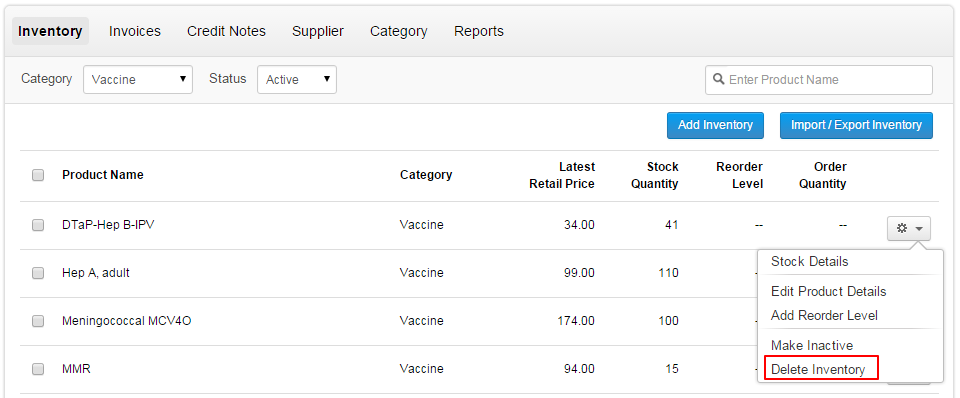 Inventory Invoices Credit Notes Supplier Category Reports
Category Vaccine Status Active Enter Product Name
Add Inventory Import / Export Inventory
Product Name Category Latest Retail Price Stock Quantity Reorder Level Order Quantity
DTaP-Hep B-IPV Vaccine 34.00 41 -- --
Hep A, adult Vaccine 99.00 110 -
Meningococcal MCV4O Vaccine 174.00 100 -
MMR Vaccine 94.00 15 -
Stock Details
Edit Product Details
Add Reorder Level
Make Inactive
Delete Inventory